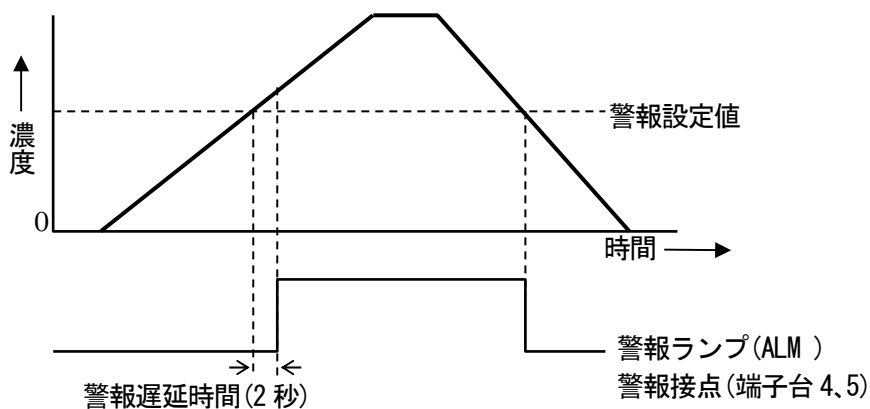 警報設定値
濃度
0
時間
警報ランプ(ALM )
警報接点(端子台 4、5)
警報遅延時間(2 秒)